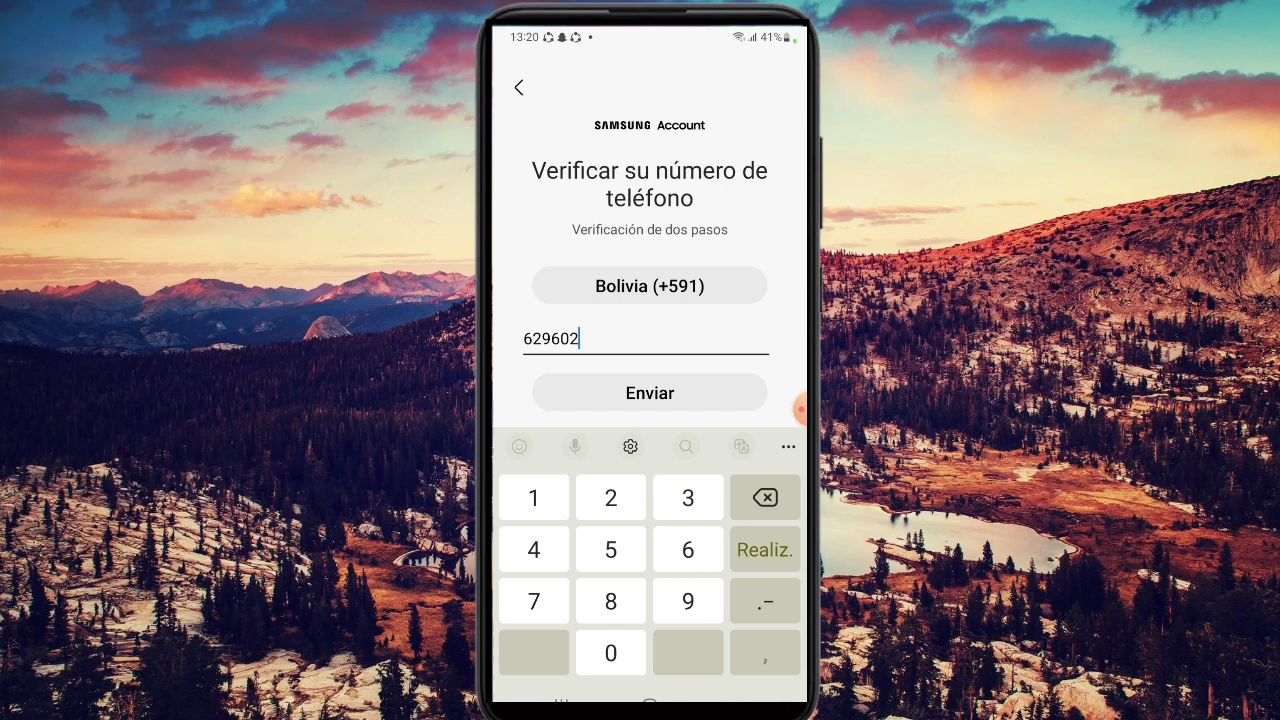 13:20 41%
SAMSUNG Account
Verificar su número de
teléfono
Verificación de dos pasos
Bolivia (+591)
629602
Enviar
1 2 3
4 5 6 Realiz.
7 8 9 .–
0 ,